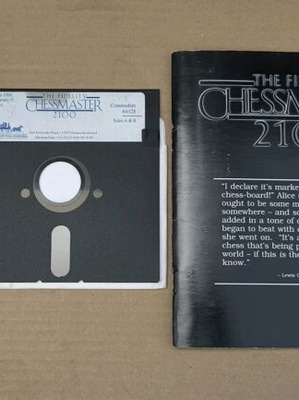 THE FIDELITY
CHESSMASTER
2100
Commodore
64/128
Sides A & B
THE FI
CHESSM
210
"I declare it's marke
chess-board!" Alice
ought to be some m
somewhere – and so
added in a tone of e
began to beat with
she went on. "It's a
chess that's being p
world – if this is the
know."
– Lewis C